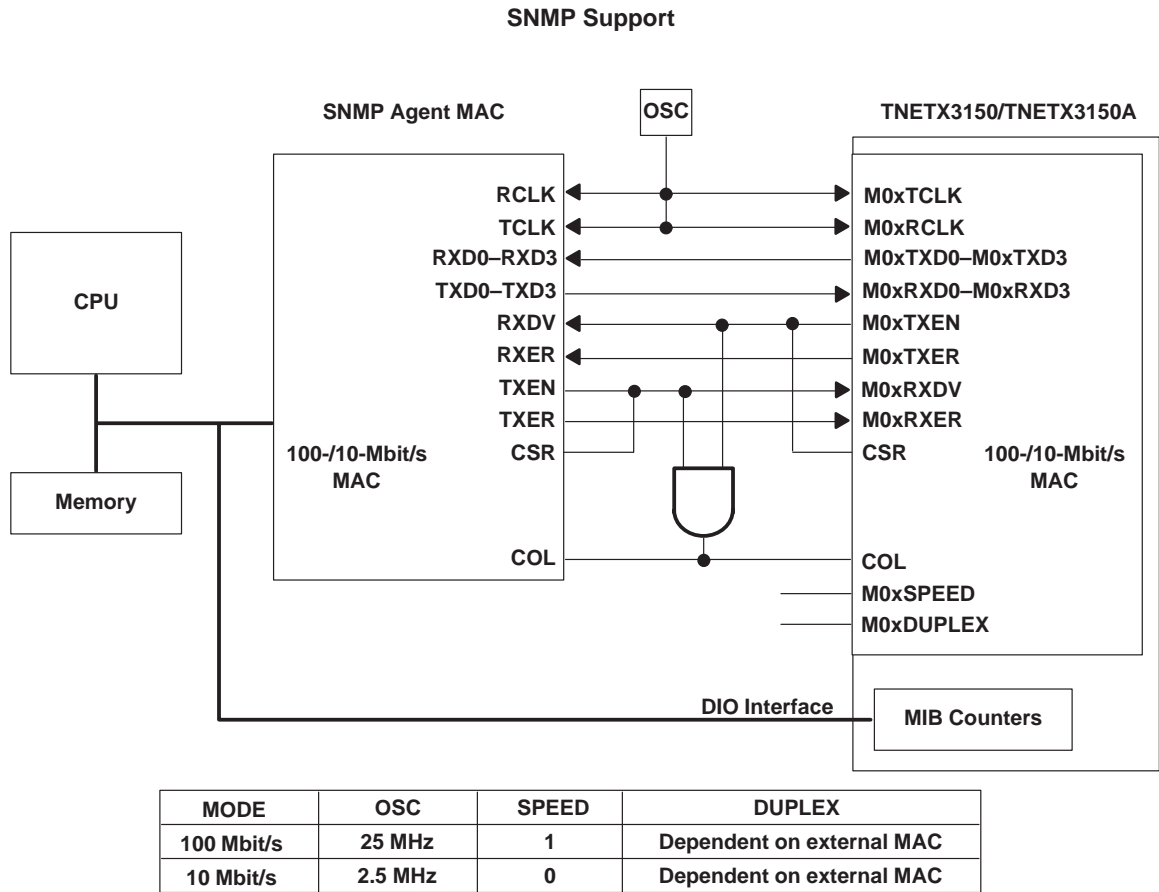 SNMP Support
SNMP Agent MAC
OSC
TNETX3150/TNETX3150A
RCLK
M0xTCLK
TCLK
M0xRCLK
RXD0–RXD3
M0xTXD0–M0xTXD3
TXD0–TXD3
M0xRXD0–M0xRXD3
RXDV
M0xTXEN
RXER
M0xTXER
TXEN
M0xRXDV
TXER
M0xRXER
CSR
CSR
100-/10-Mbit/s
MAC
100-/10-Mbit/s
MAC
CPU
Memory
COL
COL
M0xSPEED
M0xDUPLEX
DIO Interface
MIB Counters
MODE OSC SPEED DUPLEX
100 Mbit/s 25 MHz 1 Dependent on external MAC
10 Mbit/s 2.5 MHz 0 Dependent on external MAC